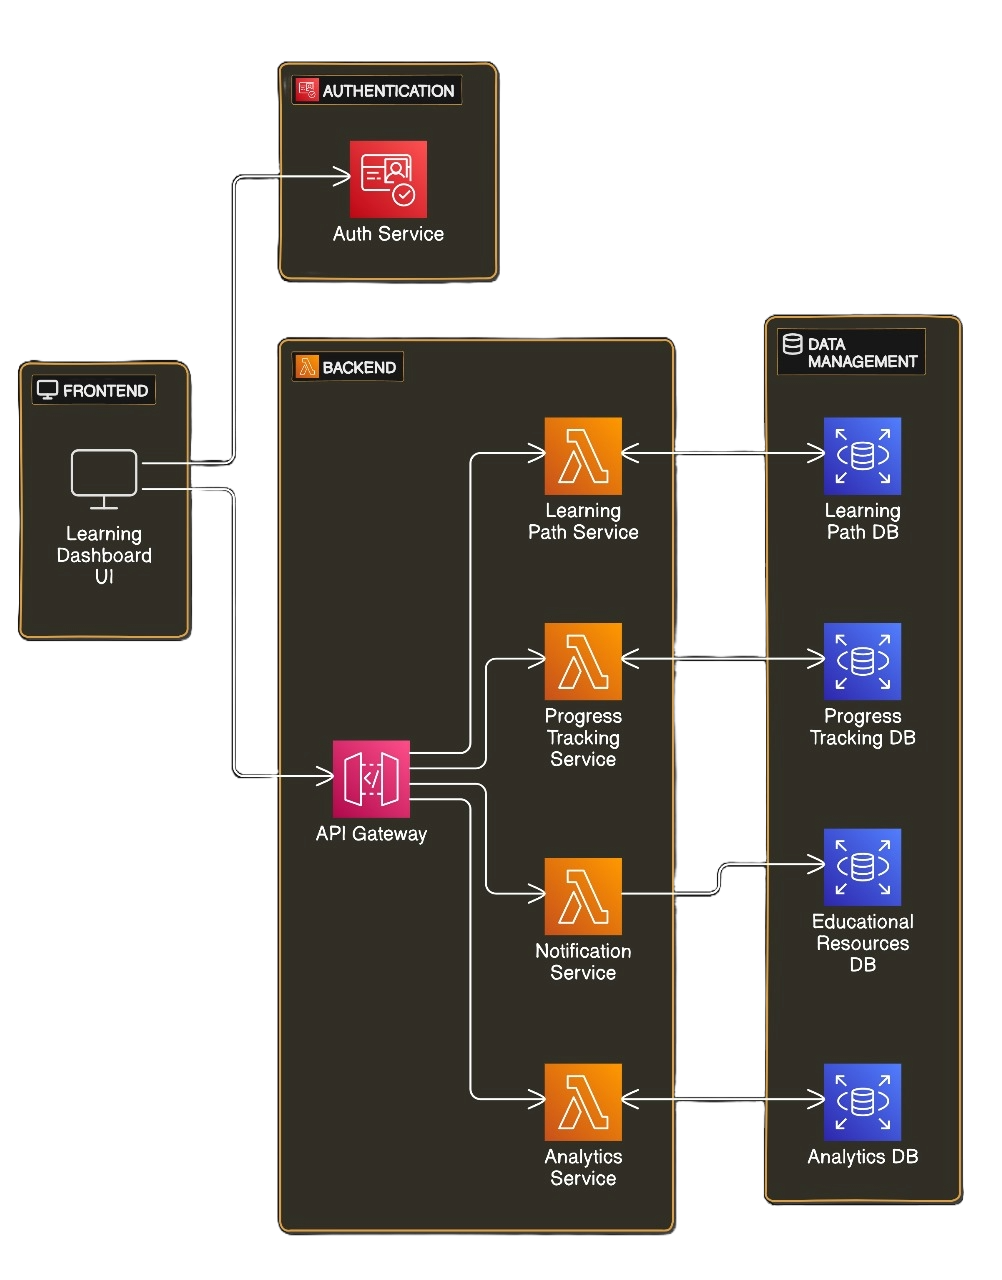 AUTHENTICATION
Auth Service
FRONTEND
Learning
Dashboard
UI
BACKEND
Learning
Path Service
Progress
Tracking
Service
API Gateway
Notification
Service
Analytics
Service
DATA
MANAGEMENT
Learning
Path DB
Progress
Tracking DB
Educational
Resources
DB
Analytics DB